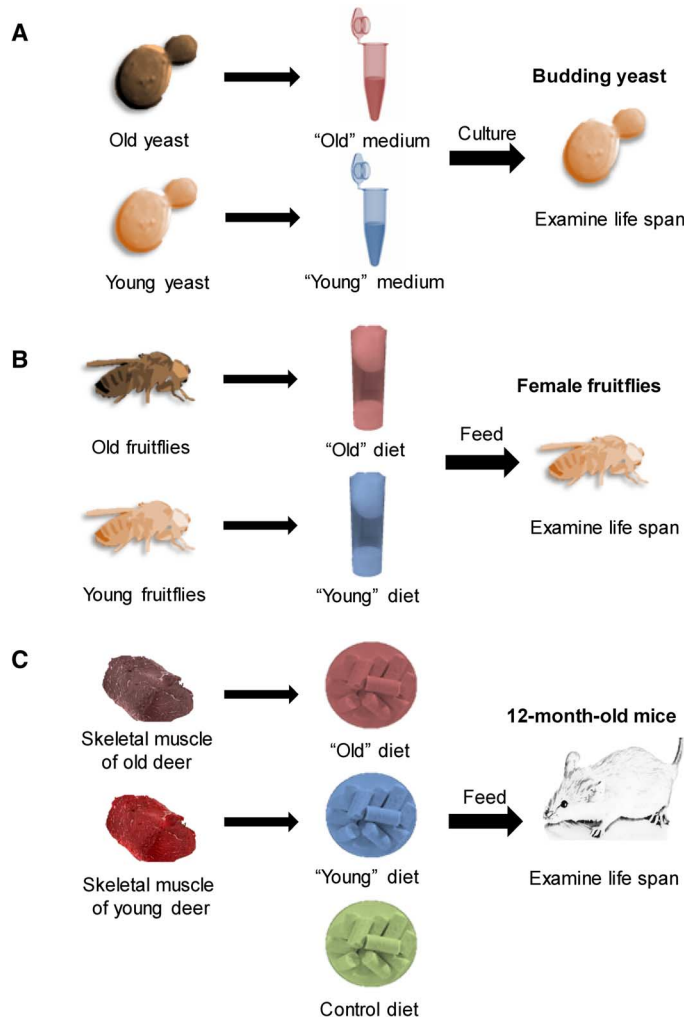 A
Old yeast
“Old” medium
Young yeast
“Young” medium
Culture
Budding yeast
Examine life span
B
Old fruitflies
“Old” diet
Young fruitflies
“Young” diet
Feed
Female fruitflies
Examine life span
C
Skeletal muscle
of old deer
“Old” diet
Skeletal muscle
of young deer
“Young” diet
Control diet
Feed
12-month-old mice
Examine life span